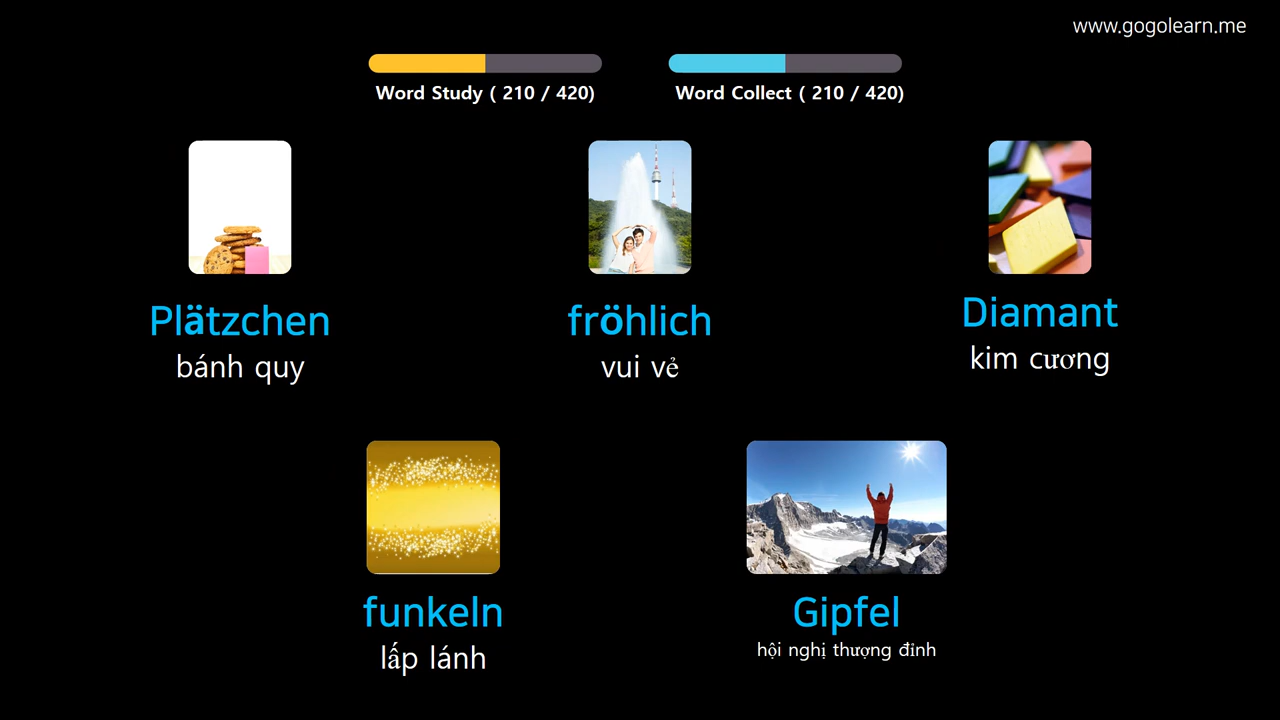 www.gogolearn.me
Word Study ( 210 / 420)
Word Collect ( 210 / 420)
Plätzchen
bánh quy
fröhlich
vui vẻ
Diamant
kim cương
funkeln
lấp lánh
Gipfel
hội nghị thượng đỉnh